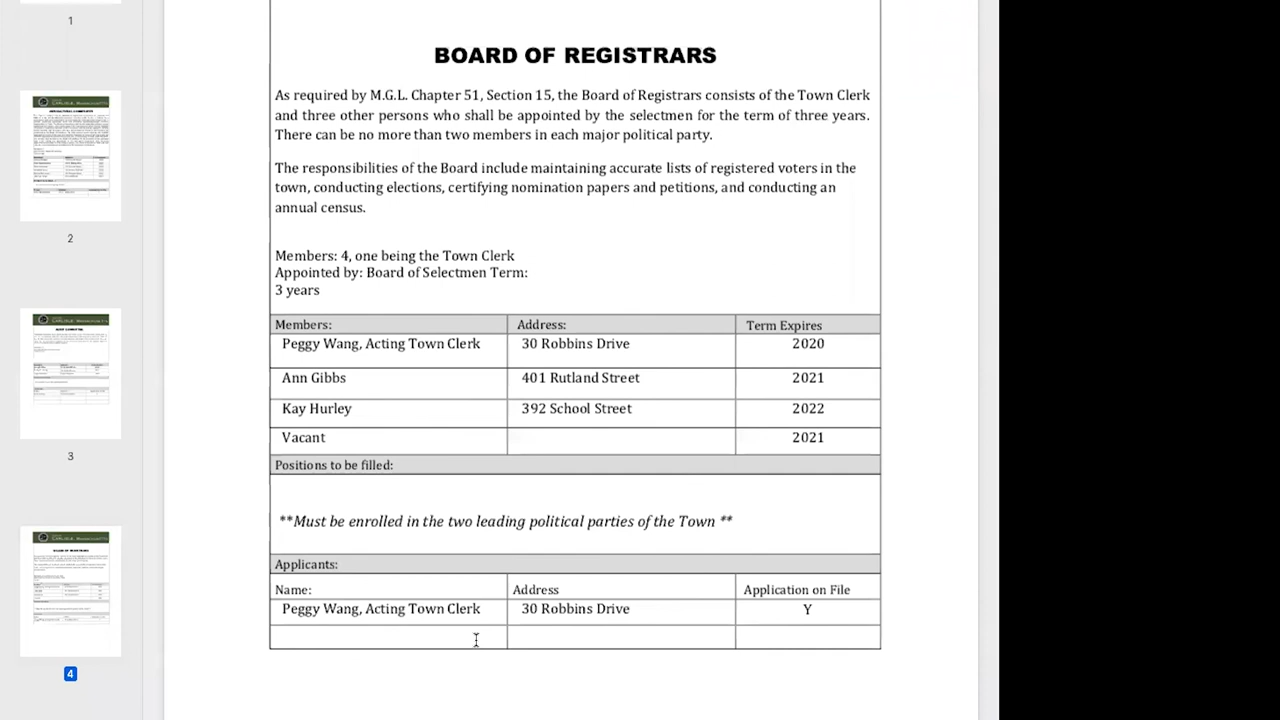 1
2
3
4
BOARD OF REGISTRARS
As required by M.G.L. Chapter 51, Section 15, the Board of Registrars consists of the Town Clerk
and three other persons who shall be appointed by the selectmen for the term of three years.
There can be no more than two members from each major political party.
The responsibilities of the Board include maintaining accurate lists of registered voters in the
town, conducting elections, certifying nomination papers and petitions, and conducting an
annual census.
Members: 4, one being the Town Clerk
Appointed by: Board of Selectmen Term:
3 years
Members: Address: Term Expires
Peggy Wang, Acting Town Clerk 30 Robbins Drive 2020
Ann Gibbs 401 Rutland Street 2021
Kay Hurley 392 School Street 2022
Vacant 2021
Positions to be filled:
**Must be enrolled in the two leading political parties of the Town **
Applicants:
Name: Address Application on File
Peggy Wang, Acting Town Clerk 30 Robbins Drive Y